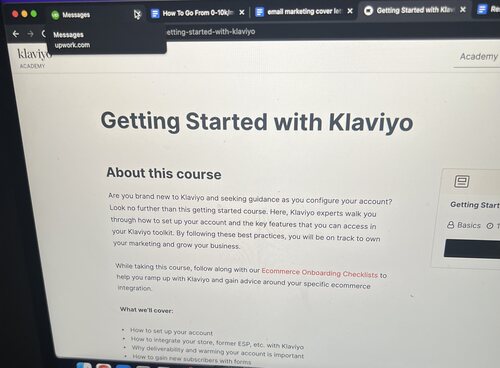 Messages
How To Go From 0-10k/m
email marketing cover let
Getting Started with Klav
Re
Messages
upwork.com
etting-started-with-klaviyo
klaviyo
ACADEMY
Academy
Getting Started with Klaviyo
About this course
Are you brand new to Klaviyo and seeking guidance as you configure your account?
Look no further than this getting started course. Here, Klaviyo experts walk you
through how to set up your account and the key features that you can access in
your Klaviyo toolkit. By following these best practices, you will be on track to own
your marketing and grow your business.
While taking this course, follow along with our Ecommerce Onboarding Checklists to
help you ramp up with Klaviyo and gain advice around your specific ecommerce
integration.
What we'll cover:
• How to set up your account
• How to integrate your store, former ESP, etc. with Klaviyo
• Why deliverability and warming your account is important
• How to gain new subscribers with forms
Getting Start
Basics
1